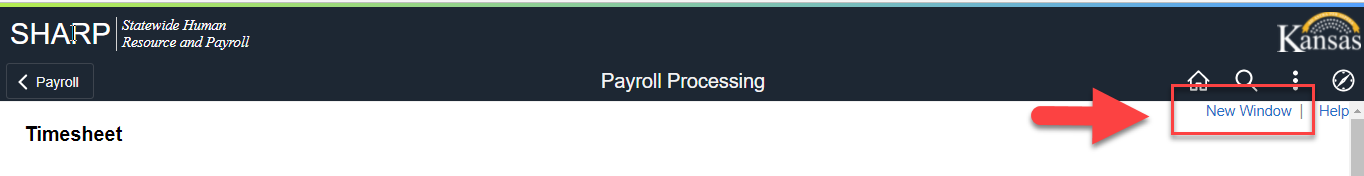 SHARP
Statewide Human
Resource and Payroll
Kansas
Payroll
Payroll Processing
New Window | Help
Timesheet